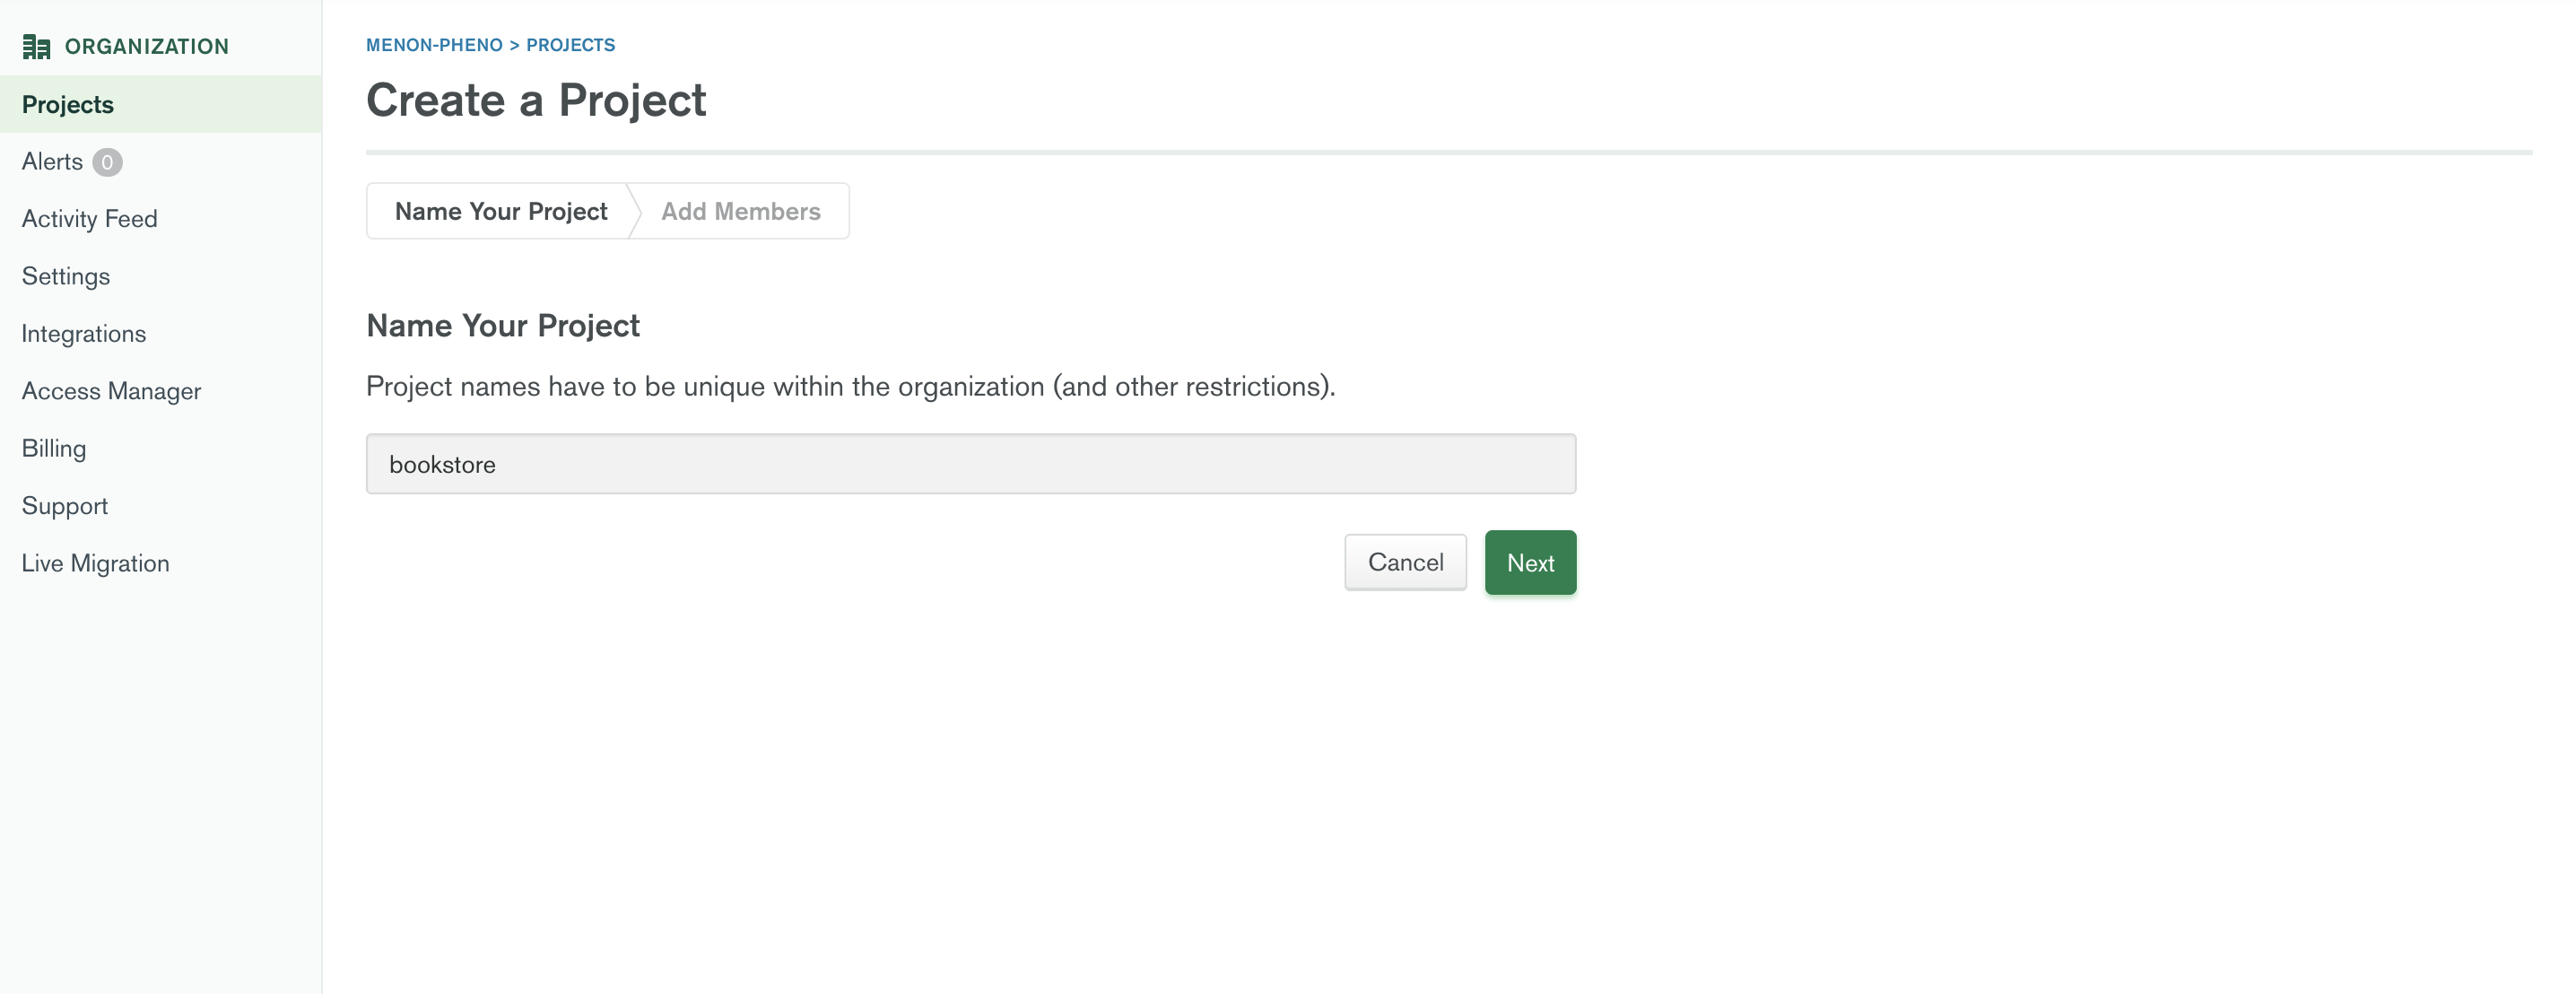 ORGANIZATION
Projects
Alerts 0
Activity Feed
Settings
Integrations
Access Manager
Billing
Support
Live Migration
MENON-PHENO > PROJECTS
Create a Project
Name Your Project
Add Members
Name Your Project
Project names have to be unique within the organization (and other restrictions).
bookstore
Cancel
Next